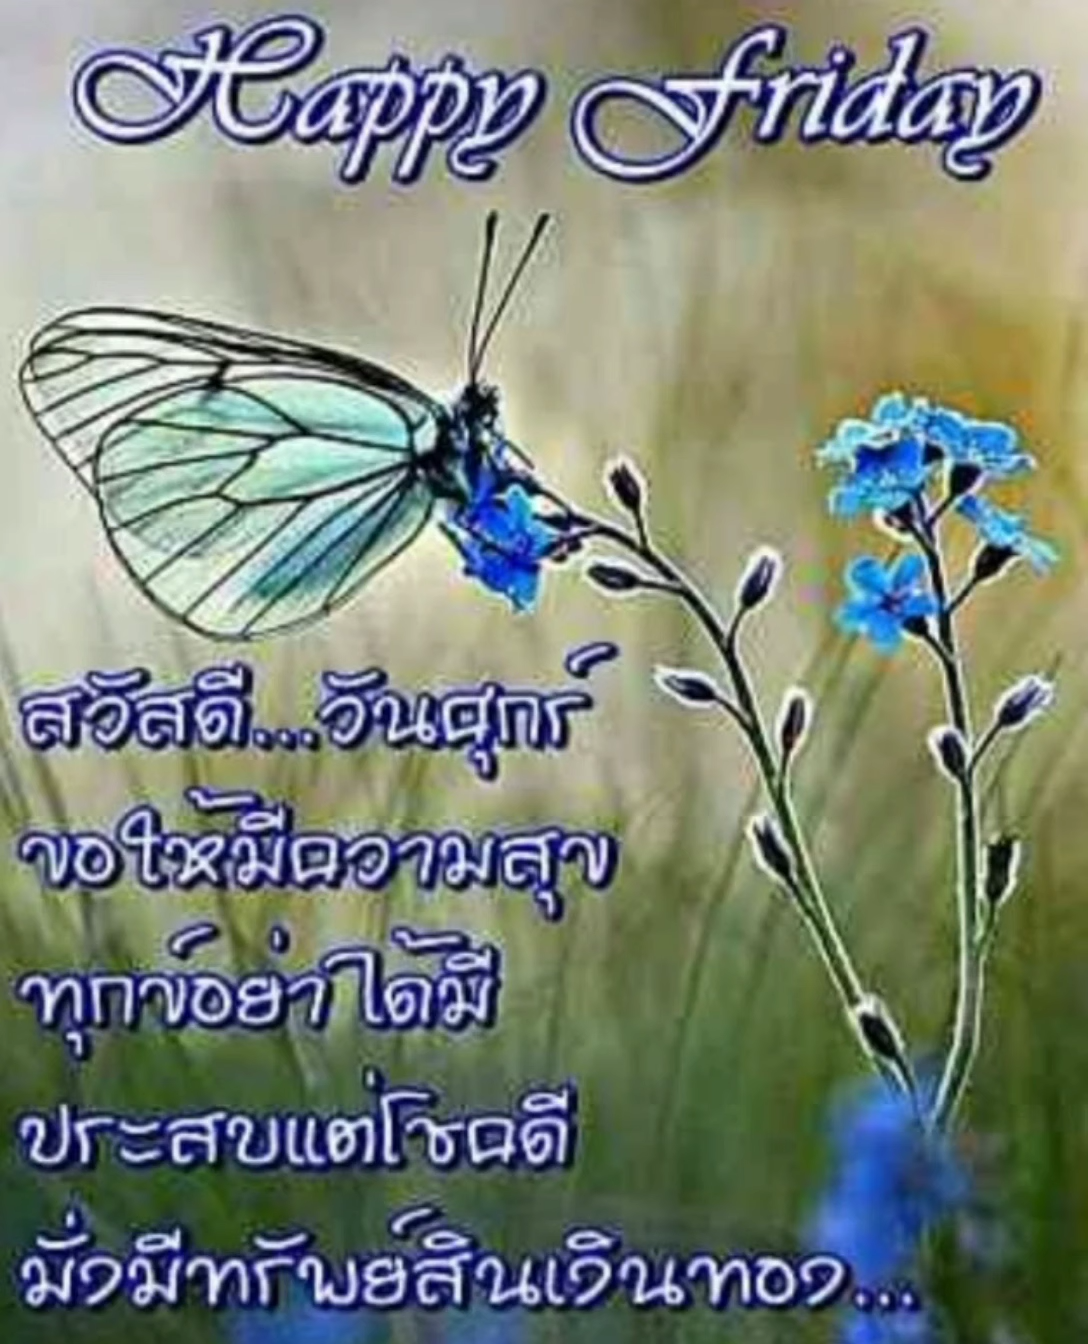 Happy Friday
สวัสดี...วันศุกร์
ขอให้มีความสุข
ทุกข์อย่าได้มี
ประสบแต่โชคดี
มั่งมีทรัพย์สินเงินทอง...